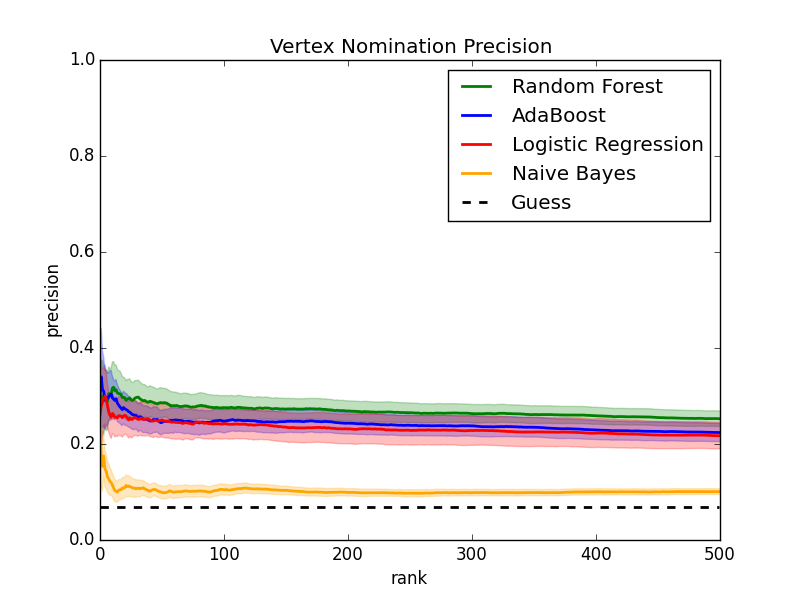 Vertex Nomination Precision
1.0
0.8
0.6
0.4
0.2
0.0
precision
Random Forest
AdaBoost
Logistic Regression
Naive Bayes
Guess
0 100 200 300 400 500
rank